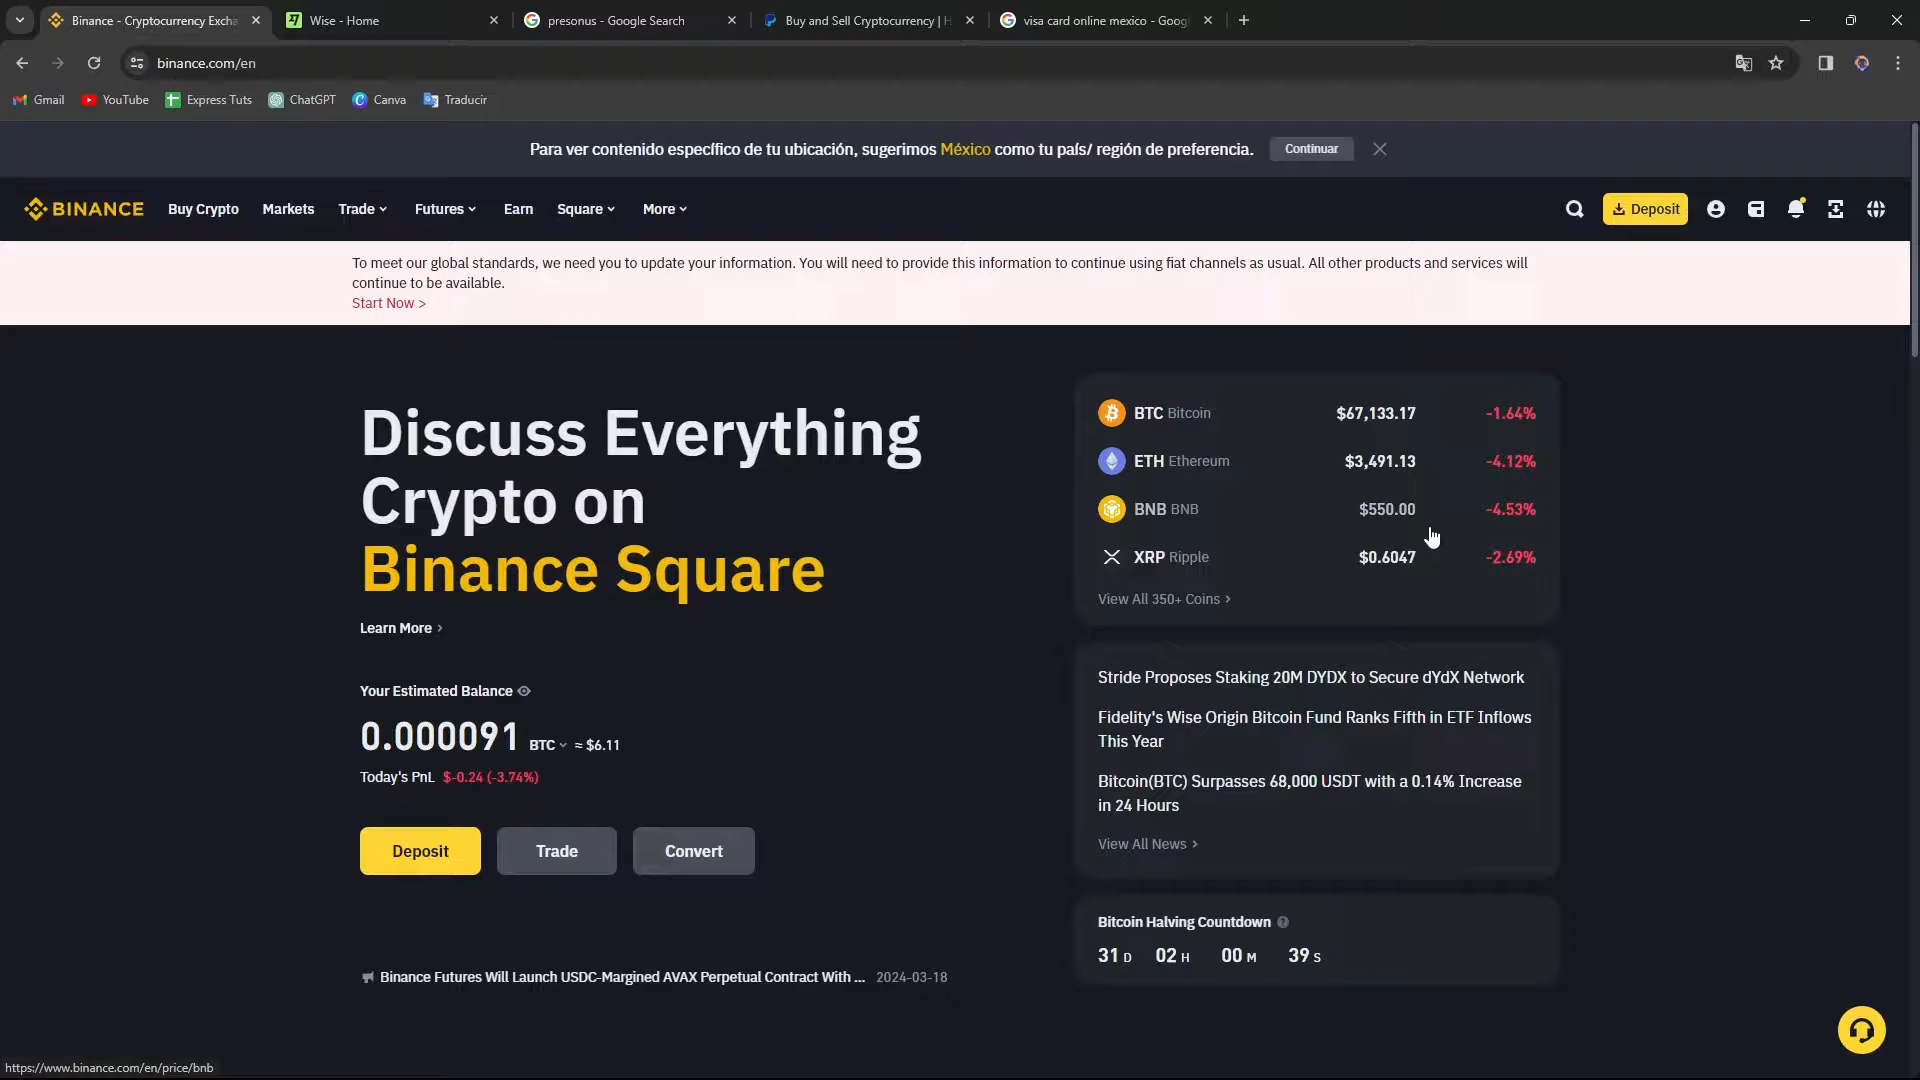 Binance - Cryptocurrency Excha
Wise - Home
presonus - Google Search
Buy and Sell Cryptocurrency | H
visa card online mexico - Goog
binance.com/en
Gmail
YouTube
Express Tuts
ChatGPT
Canva
Traducir
Para ver contenido específico de tu ubicación, sugerimos México como tu país/ región de preferencia.
Continuar
BINANCE
Buy Crypto
Markets
Trade
Futures
Earn
Square
More
Deposit
To meet our global standards, we need you to update your information. You will need to provide this information to continue using fiat channels as usual. All other products and services will
continue to be available.
Start Now >
Discuss Everything
Crypto on
Binance Square
Learn More >
Your Estimated Balance
0.000091 BTC ≈ $6.11
Today's PnL $-0.24 (-3.74%)
Deposit
Trade
Convert
Binance Futures Will Launch USDC-Margined AVAX Perpetual Contract With ... 2024-03-18
BTC Bitcoin $67,133.17 -1.64%
ETH Ethereum $3,491.13 -4.12%
BNB BNB $550.00 -4.53%
XRP Ripple $0.6047 -2.69%
View All 350+ Coins >
Stride Proposes Staking 20M DYDX to Secure dYdX Network
Fidelity's Wise Origin Bitcoin Fund Ranks Fifth in ETF Inflows
This Year
Bitcoin(BTC) Surpasses 68,000 USDT with a 0.14% Increase
in 24 Hours
View All News >
Bitcoin Halving Countdown
31 D 02 H 00 M 39 S
https://www.binance.com/en/price/bnb